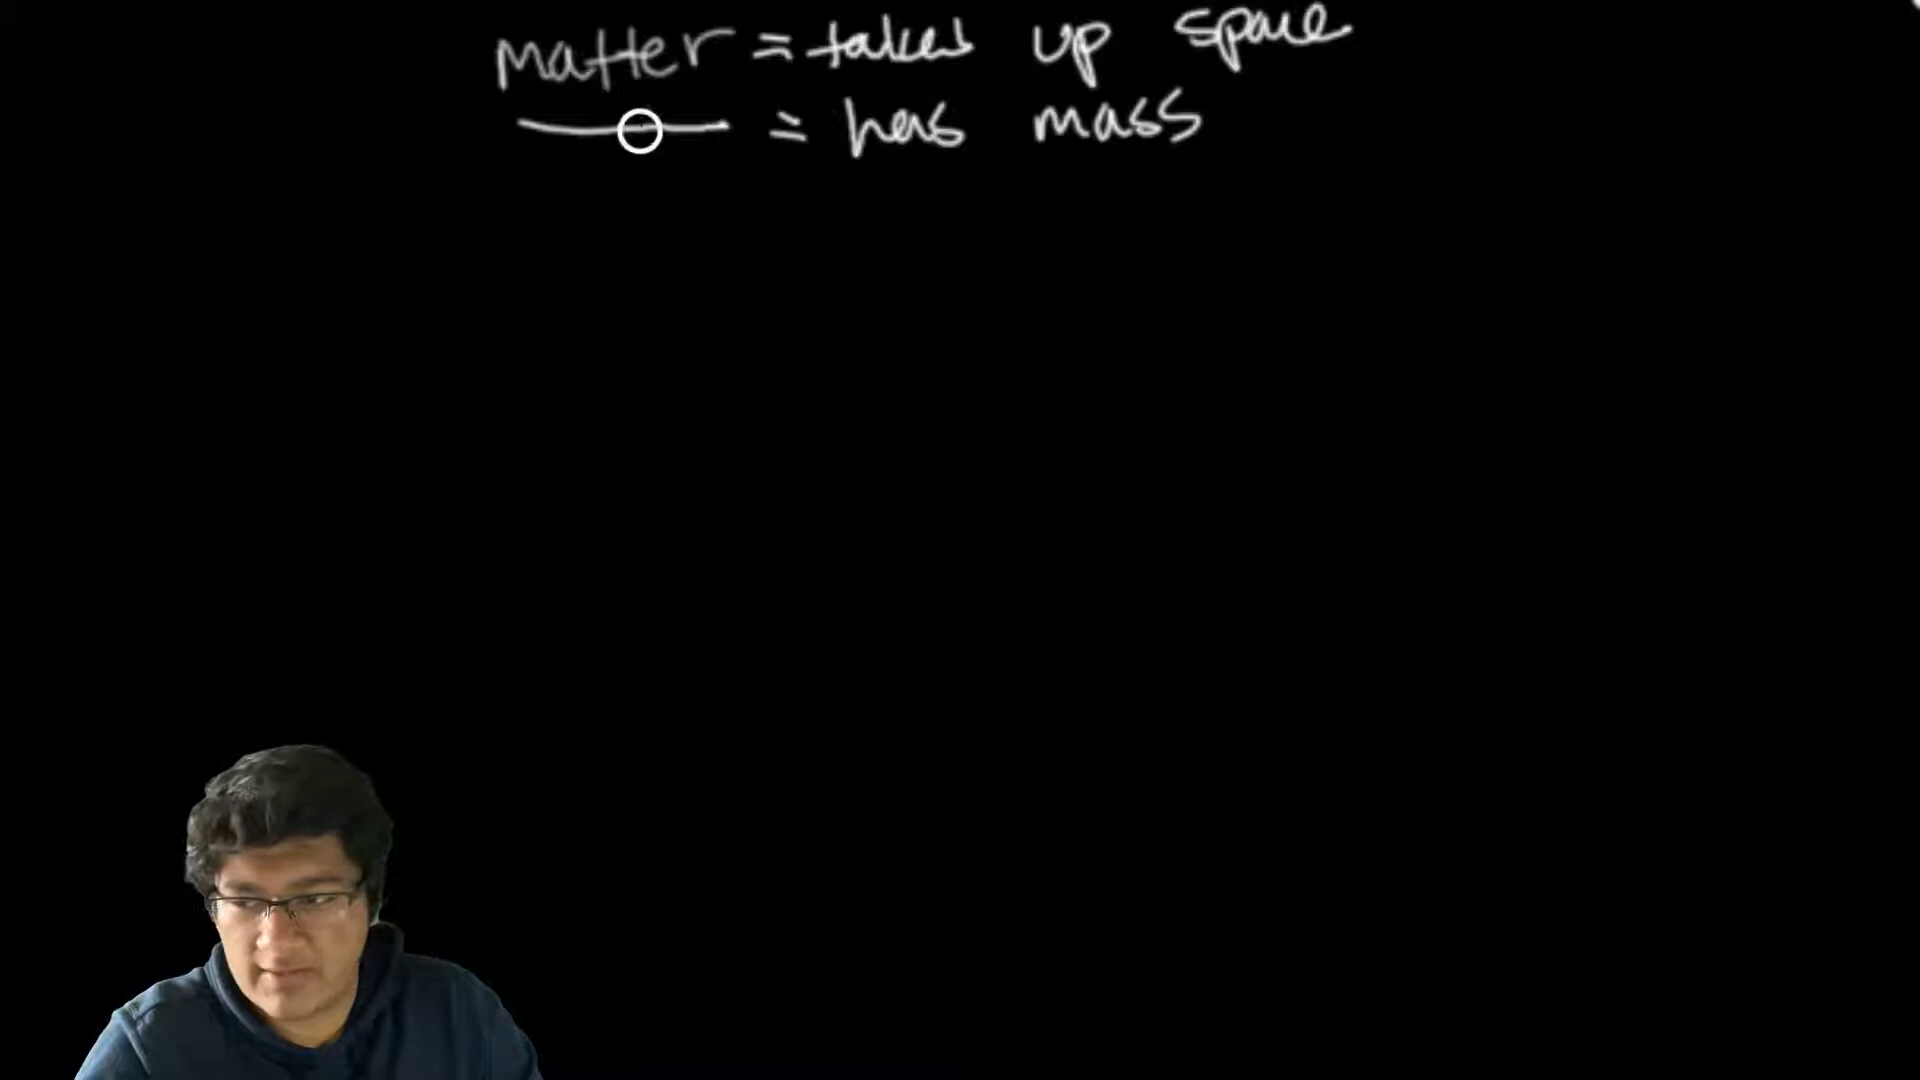 matter = takes up space
= has mass